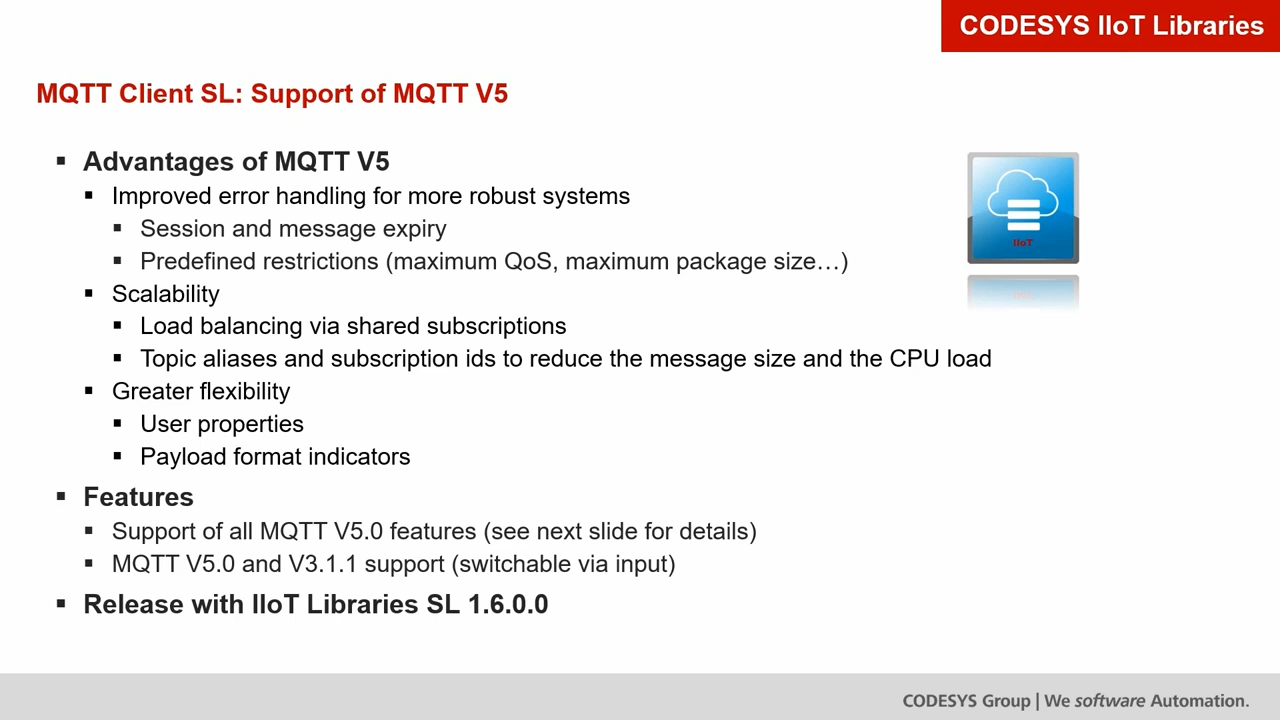 CODESYS IIoT Libraries
MQTT Client SL: Support of MQTT V5
▪ Advantages of MQTT V5
▪ Improved error handling for more robust systems
▪ Session and message expiry
▪ Predefined restrictions (maximum QoS, maximum package size…)
▪ Scalability
▪ Load balancing via shared subscriptions
▪ Topic aliases and subscription ids to reduce the message size and the CPU load
▪ Greater flexibility
▪ User properties
▪ Payload format indicators
▪ Features
▪ Support of all MQTT V5.0 features (see next slide for details)
▪ MQTT V5.0 and V3.1.1 support (switchable via input)
▪ Release with IIoT Libraries SL 1.6.0.0
IIoT
CODESYS Group | We software Automation.